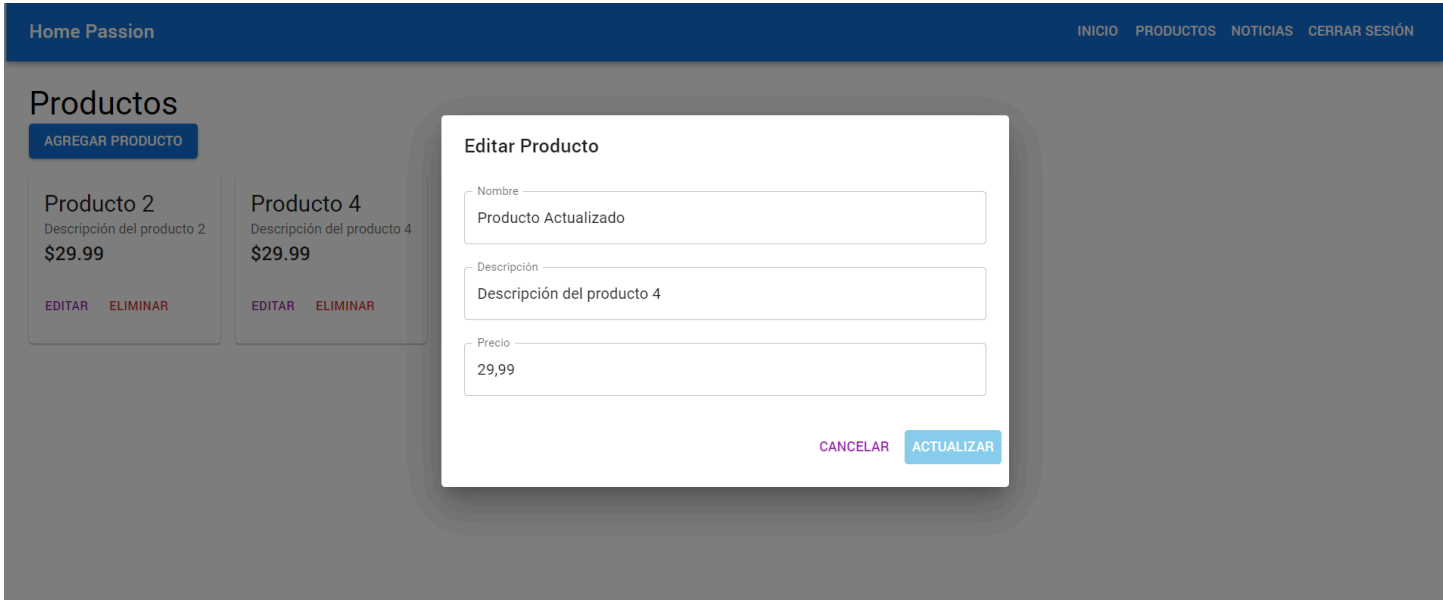 Home Passion
INICIO PRODUCTOS NOTICIAS CERRAR SESIÓN
Productos
AGREGAR PRODUCTO
Producto 2
Descripción del producto 2
$29.99
EDITAR ELIMINAR
Producto 4
Descripción del producto 4
$29.99
EDITAR ELIMINAR
Editar Producto
Nombre
Producto Actualizado
Descripción
Descripción del producto 4
Precio
29,99
CANCELAR ACTUALIZAR